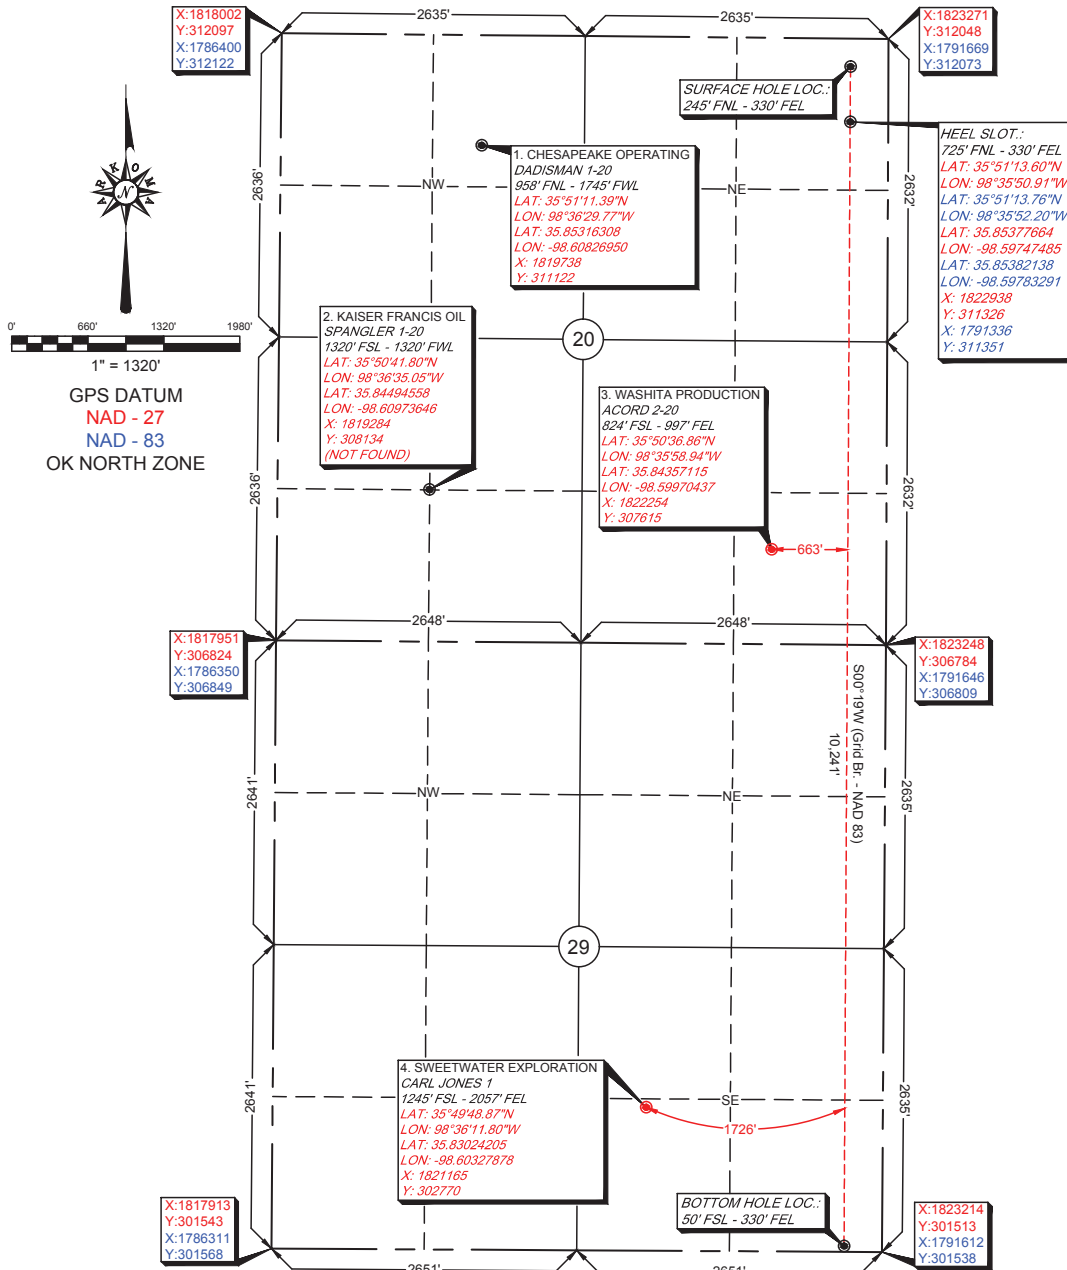 X:1818002
Y:312097
X:1786400
Y:312122
2635'
2635'
X:1823271
Y:312048
X:1791669
Y:312073
SURFACE HOLE LOC.:
245' FNL - 330' FEL
HEEL SLOT.:
725' FNL - 330' FEL
LAT: 35°51'13.60"N
LON: 98°35'50.91"W
LAT: 35°51'13.76"N
LON: 98°35'52.20"W
LAT: 35.85377664
LON: -98.59747485
LAT: 35.85382138
LON: -98.59783291
X: 1822938
Y: 311326
X: 1791336
Y: 311351
1. CHESAPEAKE OPERATING
DADISMAN 1-20
958' FNL - 1745' FWL
LAT: 35°51'11.39"N
LON: 98°36'29.77"W
LAT: 35.85316308
LON: -98.60826950
X: 1819738
Y: 311122
ARKOMA
N
2636'
NW
NE
2632'
0' 660' 1320' 1980'
1" = 1320'
GPS DATUM
NAD - 27
NAD - 83
OK NORTH ZONE
2. KAISER FRANCIS OIL
SPANGLER 1-20
1320' FSL - 1320' FWL
LAT: 35°50'41.80"N
LON: 98°36'35.05"W
LAT: 35.84494558
LON: -98.60973646
X: 1819284
Y: 308134
(NOT FOUND)
20
3. WASHITA PRODUCTION
ACORD 2-20
824' FSL - 997' FEL
LAT: 35°50'36.86"N
LON: 98°35'58.94"W
LAT: 35.84357115
LON: -98.59970437
X: 1822254
Y: 307615
2636'
2632'
663'
X:1817951
Y:306824
X:1786350
Y:306849
2648'
2648'
X:1823248
Y:306784
X:1791646
Y:306809
S00°19'W (Grid Br. - NAD 83)
10,241'
2641'
NW
NE
2635'
29
4. SWEETWATER EXPLORATION
CARL JONES 1
1245' FSL - 2057' FEL
LAT: 35°49'48.87"N
LON: 98°36'11.80"W
LAT: 35.83024205
LON: -98.60327878
X: 1821165
Y: 302770
2641'
SE
2635'
1726'
X:1817913
Y:301543
X:1786311
Y:301568
BOTTOM HOLE LOC.:
50' FSL - 330' FEL
X:1823214
Y:301513
X:1791612
Y:301538
2651'
2651'